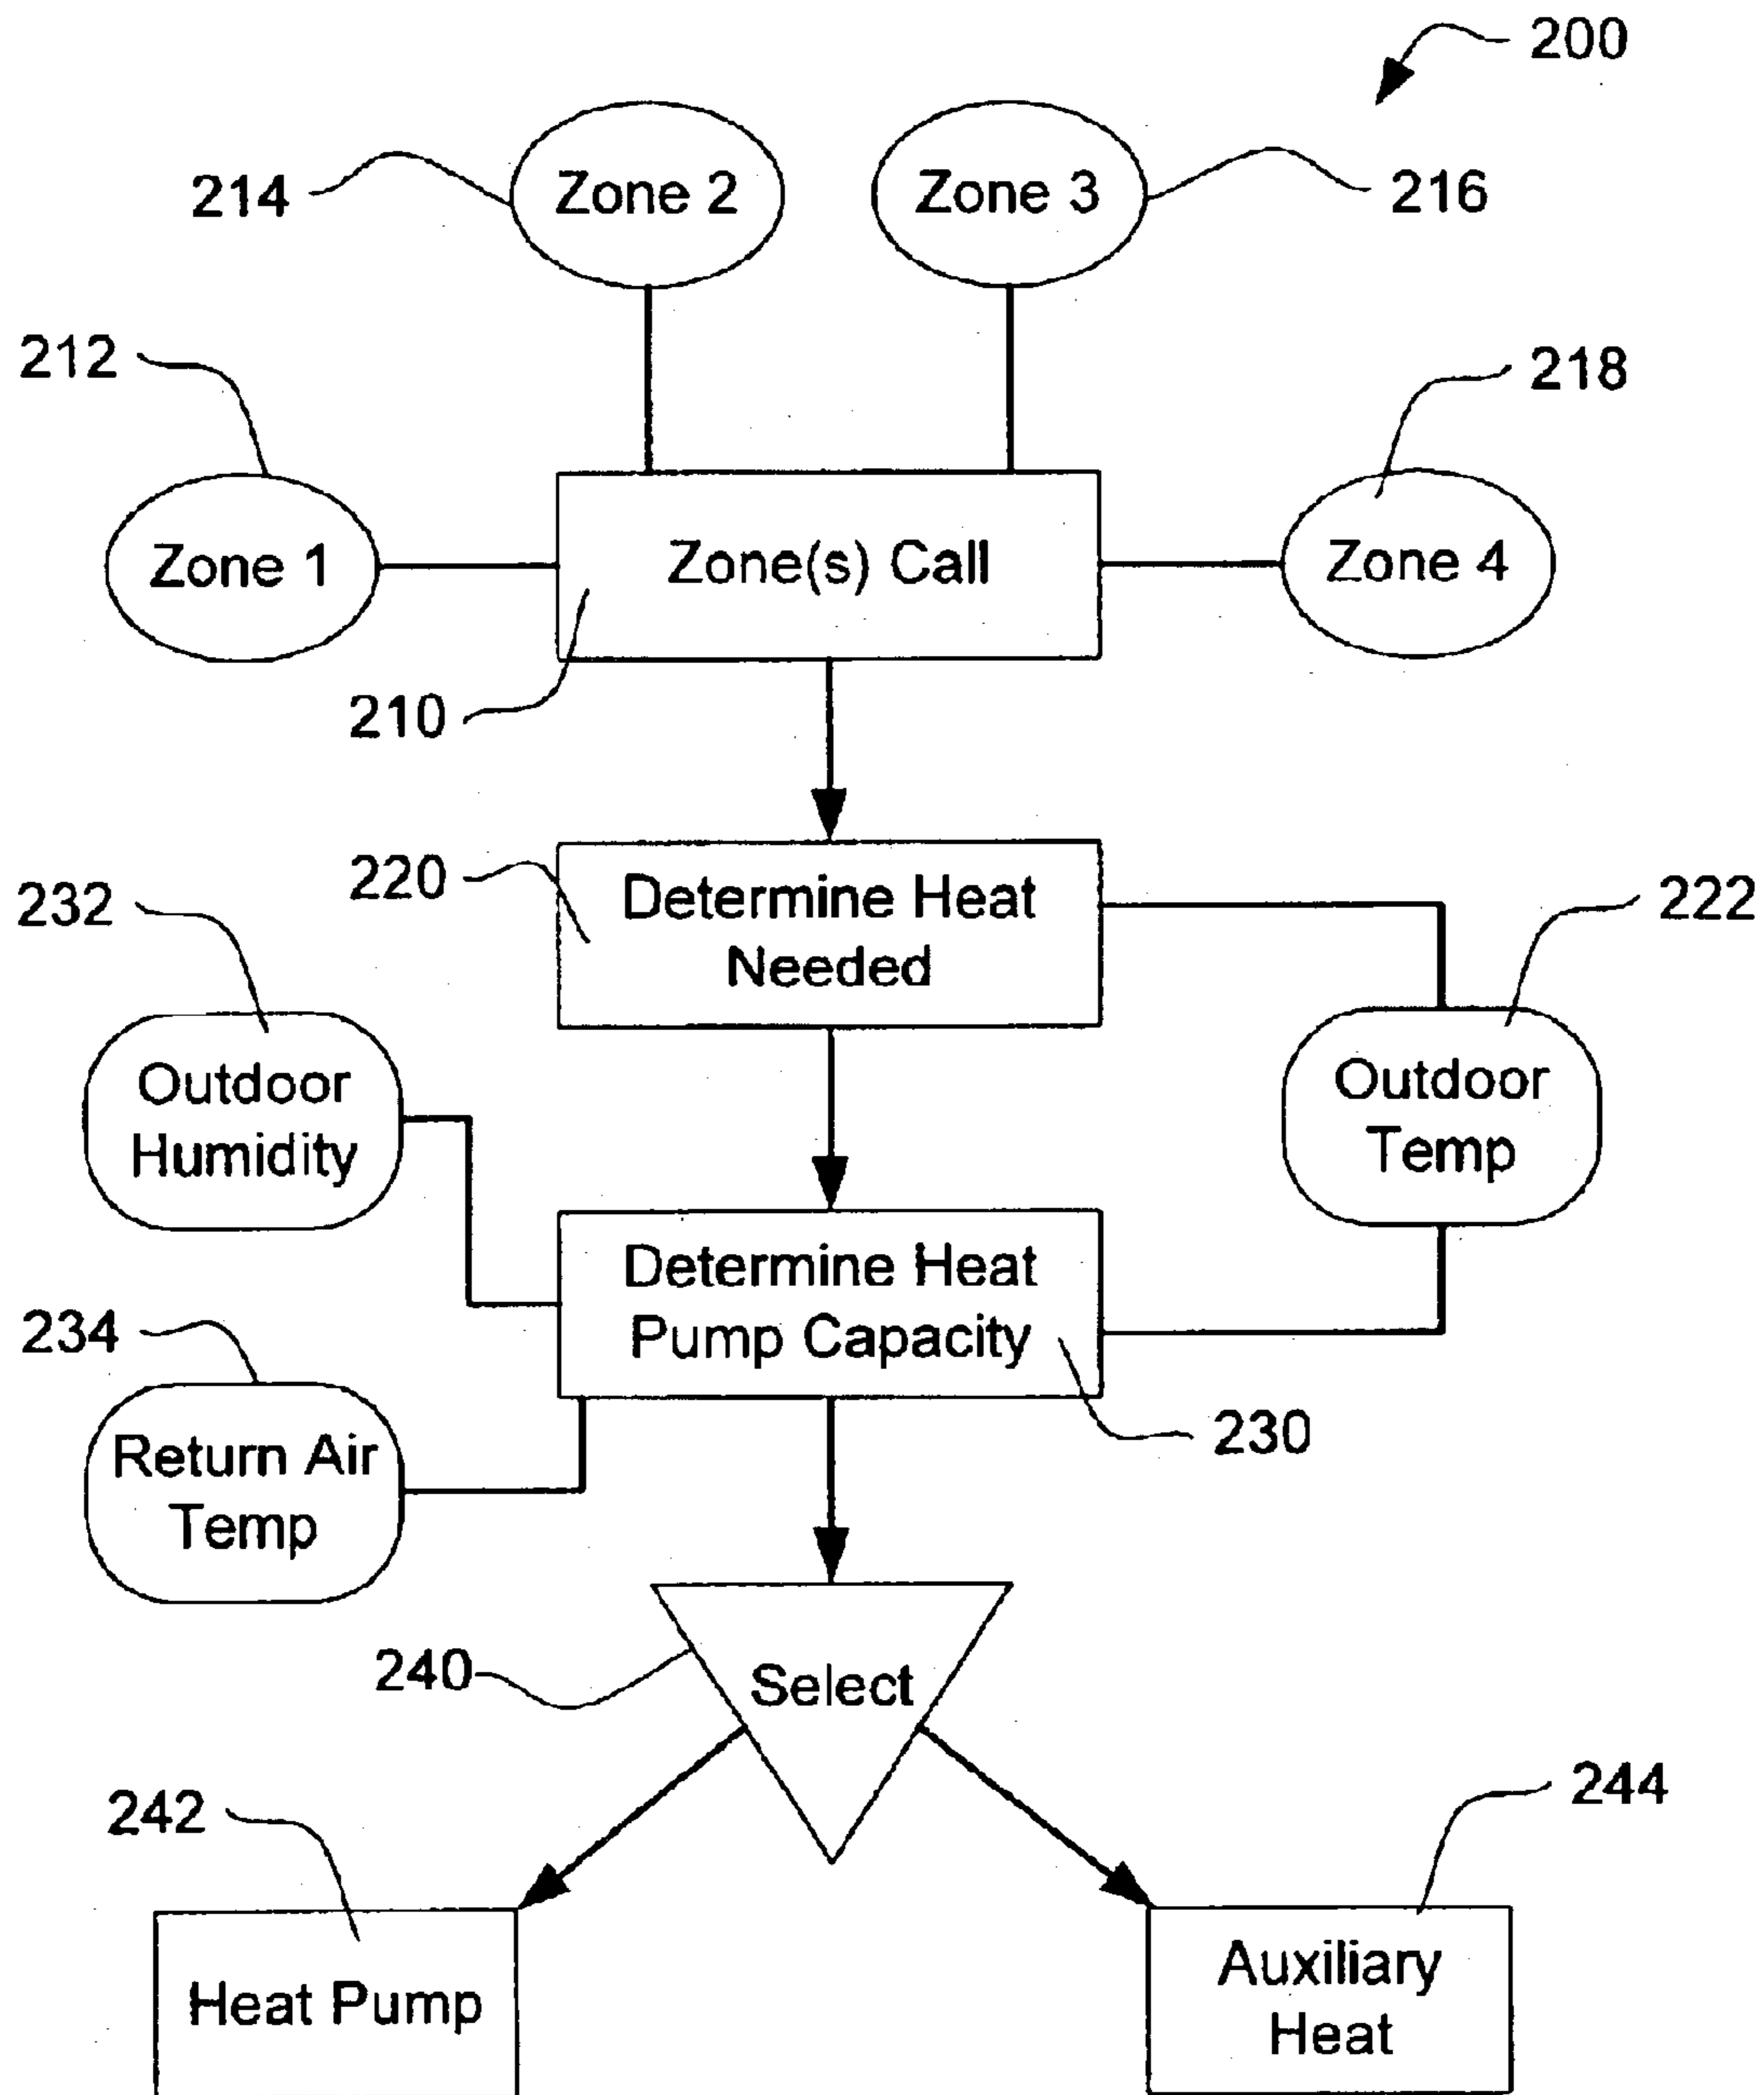 200
214
Zone 2
Zone 3
216
212
218
Zone 1
Zone(s) Call
Zone 4
210
220
Determine Heat
Needed
222
232
Outdoor
Humidity
Outdoor
Temp
Determine Heat
Pump Capacity
234
230
Return Air
Temp
240
Select
242
244
Heat Pump
Auxiliary
Heat